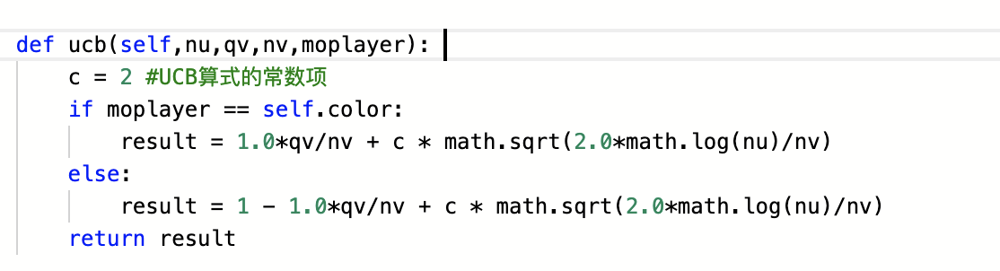 def ucb(self,nu,qv,nv,moplayer):
    c = 2 #UCB算式的常数项
    if moplayer == self.color:
        result = 1.0*qv/nv + c * math.sqrt(2.0*math.log(nu)/nv)
    else:
        result = 1 - 1.0*qv/nv + c * math.sqrt(2.0*math.log(nu)/nv)
    return result